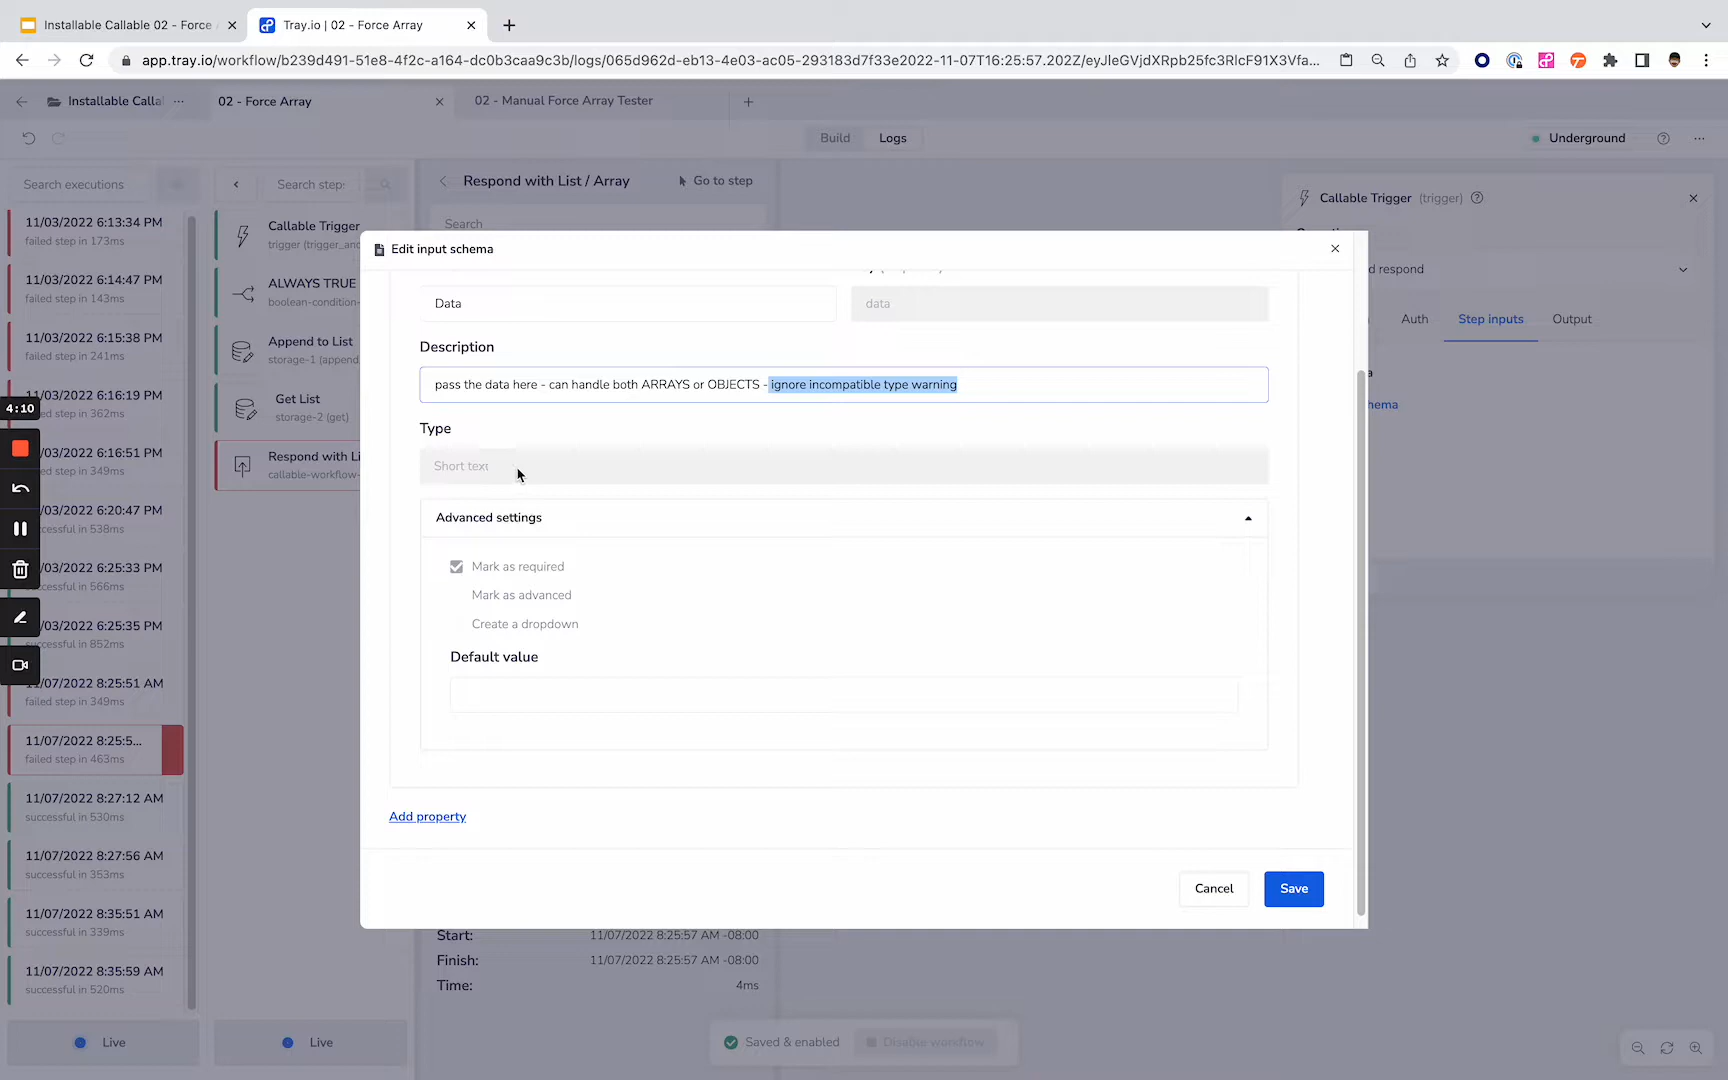 Installable Callable 02 - Force
Tray.io | 02 - Force Array
app.tray.io/workflow/b239d491-51e8-4f2c-a164-dc0b3caa9c3b/logs/065d962d-eb13-4e03-ac05-293183d7f33e2022-11-07T16:25:57.202Z/eyJleGVjdXRpb25fc3RlcF91X3Vfa...
Installable Calla ...
02 - Force Array
02 - Manual Force Array Tester
Build
Logs
Underground
Search executions
Search step:
Respond with List / Array
Go to step
Callable Trigger (trigger)
11/03/2022 6:13:34 PM
failed step in 173ms
Callable Trigger
trigger (trigger_and
Search
Edit input schema
11/03/2022 6:14:47 PM
failed step in 143ms
ALWAYS TRUE
boolean-condition-
d respond
Data
data
Auth
Step inputs
Output
11/03/2022 6:15:38 PM
failed step in 241ms
Append to List
storage-1 (append
Description
pass the data here - can handle both ARRAYS or OBJECTS - ignore incompatible type warning
a
hema
/03/2022 6:16:19 PM
ed step in 362ms
4:10
Get List
storage-2 (get)
Type
Short text
/03/2022 6:16:51 PM
ed step in 349ms
Respond with Li
callable-workflow-
/03/2022 6:20:47 PM
ccessful in 538ms
Advanced settings
Mark as required
Mark as advanced
Create a dropdown
Default value
/03/2022 6:25:33 PM
ccessful in 566ms
/03/2022 6:25:35 PM
ccessful in 852ms
11/07/2022 8:25:51 AM
failed step in 349ms
11/07/2022 8:25:5...
failed step in 463ms
11/07/2022 8:27:12 AM
successful in 530ms
Add property
11/07/2022 8:27:56 AM
successful in 353ms
Cancel
Save
11/07/2022 8:35:51 AM
successful in 339ms
Start: 11/07/2022 8:25:57 AM -08:00
Finish: 11/07/2022 8:25:57 AM -08:00
Time: 4ms
11/07/2022 8:35:59 AM
successful in 520ms
Live
Live
Saved & enabled
Disable workflow